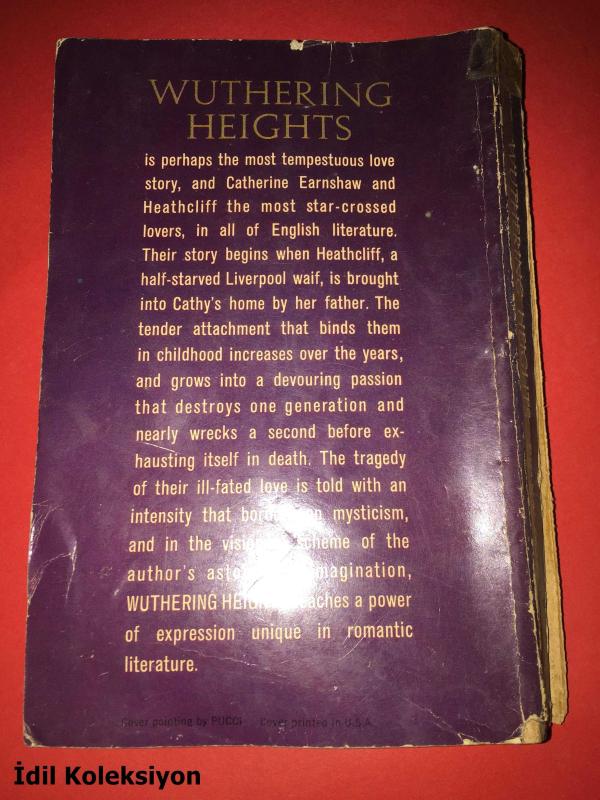 WUTHERING
HEIGHTS
is perhaps the most tempestuous love
story, and Catherine Earnshaw and
Heathcliff the most star-crossed
lovers, in all of English literature.
Their story begins when Heathcliff, a
half-starved Liverpool waif, is brought
into Cathy's home by her father. The
tender attachment that binds them
in childhood increases over the years,
and grows into a devouring passion
that destroys one generation and
nearly wrecks a second before ex-
hausting itself in death. The tragedy
of their ill-fated love is told with an
intensity that mysticism,
and in the scheme of the
author's imagination,
WUTHERING HEIGHTS reaches a power
of expression unique in romantic
literature.
Cover painting by PUCCI Cover printed in U.S.A.
İdil Koleksiyon